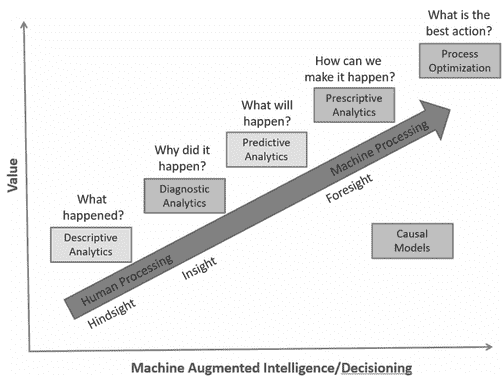 What is the
best action?
Process
Optimization
How can we
make it happen?
Prescriptive
Analytics
What will
happen?
Predictive
Analytics
Why did it
happen?
Diagnostic
Analytics
What
happened?
Descriptive
Analytics
Human Processing
Machine Processing
Hindsight
Insight
Foresight
Causal
Models
Value
Machine Augmented Intelligence/Decisioning